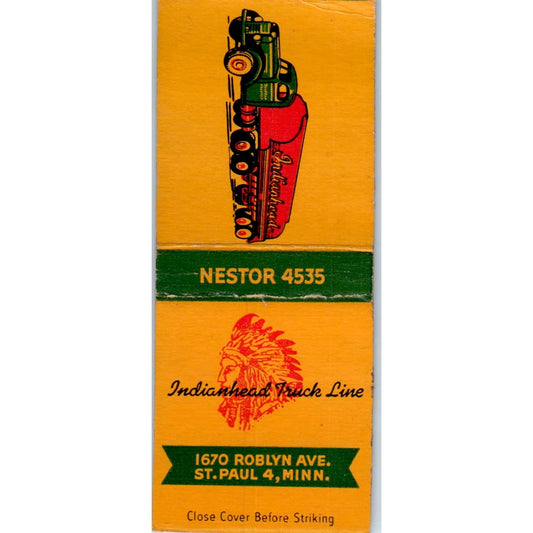 Indianhead
NESTOR 4535
Indianhead Truck Line
1670 ROBLYN AVE.
ST. PAUL 4, MINN.
Close Cover Before Striking